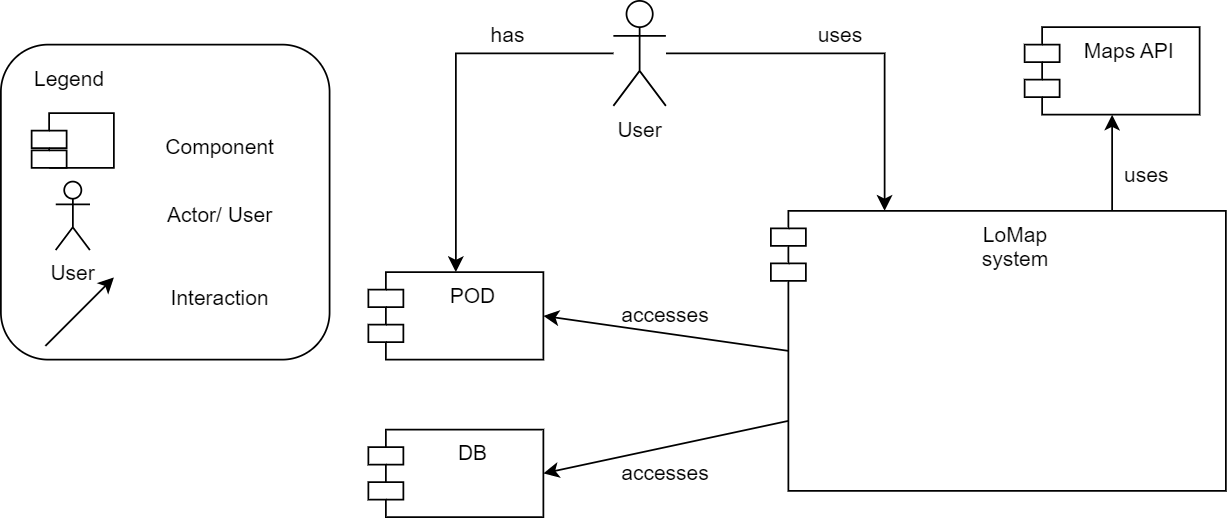 Legend
Component
Actor/ User
User
Interaction
has
uses
User
Maps API
uses
LoMap
system
POD
accesses
DB
accesses